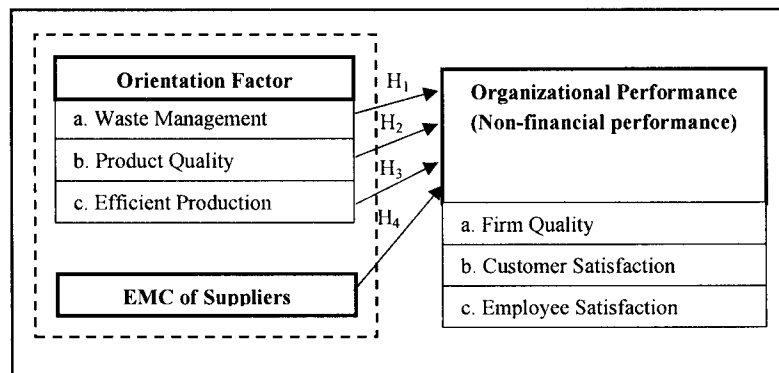 Orientation Factor
a. Waste Management
b. Product Quality
c. Efficient Production
EMC of Suppliers
H₁
H₂
H₃
H₄
Organizational Performance
(Non-financial performance)
a. Firm Quality
b. Customer Satisfaction
c. Employee Satisfaction